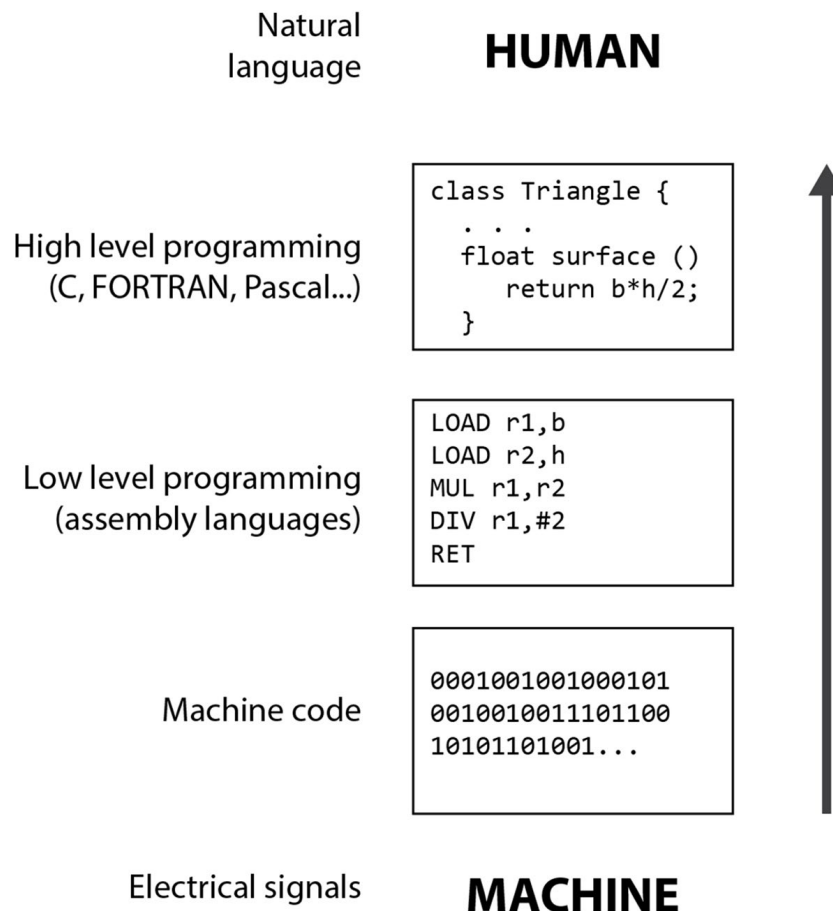 Natural
language
HUMAN
High level programming
(C, FORTRAN, Pascal...)
class Triangle {
. . .
float surface ()
return b*h/2;
}
Low level programming
(assembly languages)
LOAD r1,b
LOAD r2,h
MUL r1,r2
DIV r1,#2
RET
Machine code
0001001001000101
0010010011101100
10101101001...
Electrical signals
MACHINE